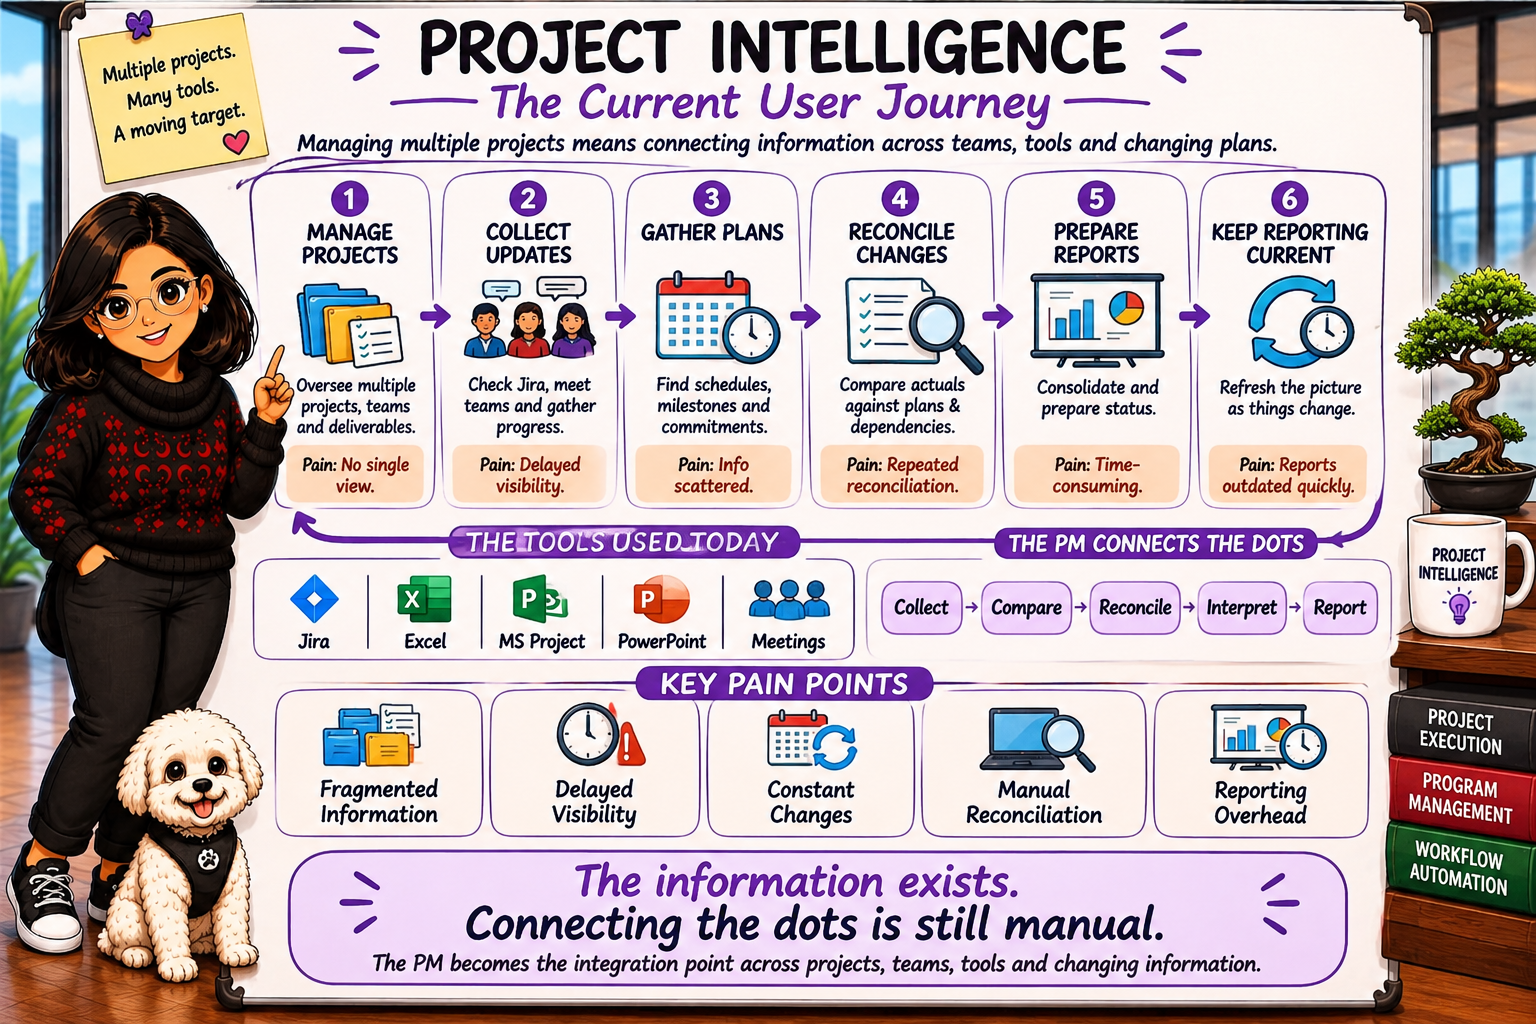 Multiple projects.
Many tools.
A moving target.
PROJECT INTELLIGENCE
The Current User Journey
Managing multiple projects means connecting information across teams, tools and changing plans.
1
MANAGE
PROJECTS
Oversee multiple
projects, teams
and deliverables.
Pain: No single
view.
2
COLLECT
UPDATES
Check Jira, meet
teams and gather
progress.
Pain: Delayed
visibility.
3
GATHER PLANS
Find schedules,
milestones and
commitments.
Pain: Info
scattered.
4
RECONCILE
CHANGES
Compare actuals
against plans &
dependencies.
Pain: Repeated
reconciliation.
5
PREPARE
REPORTS
Consolidate and
prepare status.
Pain: Time-
consuming.
6
KEEP REPORTING
CURRENT
Refresh the picture
as things change.
Pain: Reports
outdated quickly.
THE TOOLS USED TODAY
Jira
X
Excel
P
MS Project
P
PowerPoint
Meetings
THE PM CONNECTS THE DOTS
Collect
Compare
Reconcile
Interpret
Report
KEY PAIN POINTS
Fragmented
Information
Delayed
Visibility
Constant
Changes
Manual
Reconciliation
Reporting
Overhead
The information exists.
Connecting the dots is still manual.
The PM becomes the integration point across projects, teams, tools and changing information.
PROJECT
INTELLIGENCE
PROJECT
EXECUTION
PROGRAM
MANAGEMENT
WORKFLOW
AUTOMATION